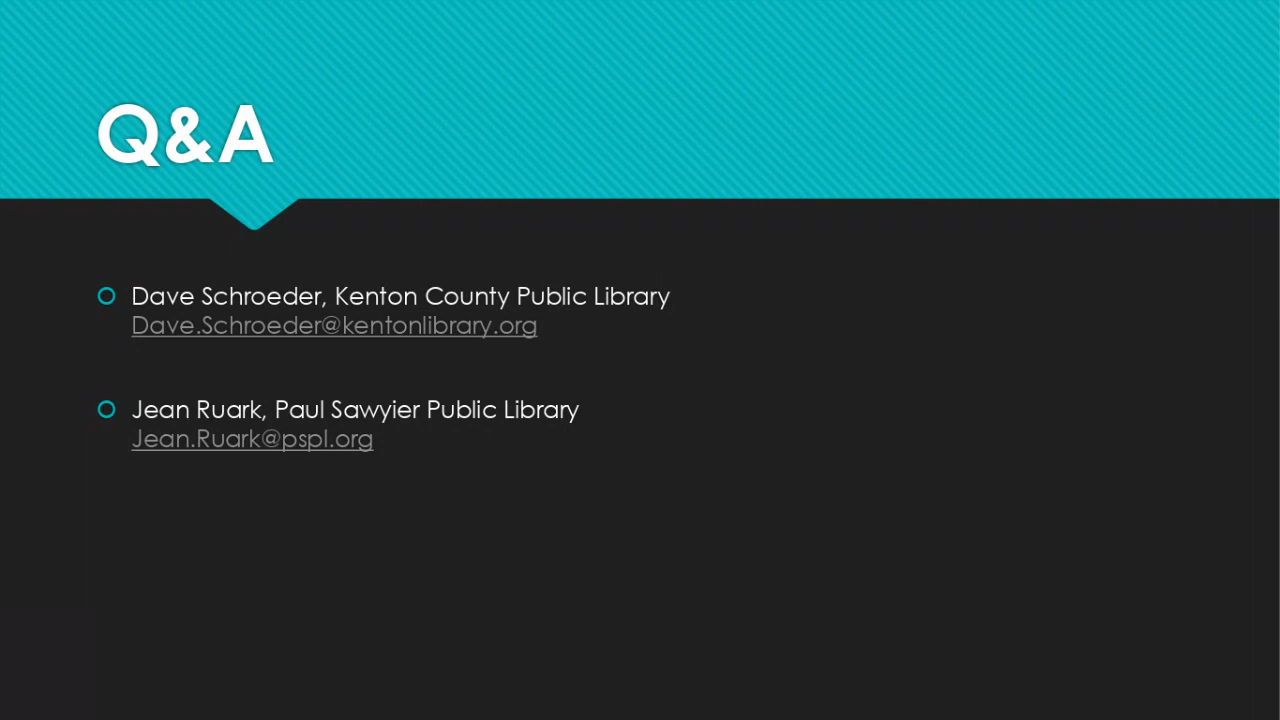 Q&A
Dave Schroeder, Kenton County Public Library
Dave.Schroeder@kentonlibrary.org
Jean Ruark, Paul Sawyier Public Library
Jean.Ruark@pspl.org